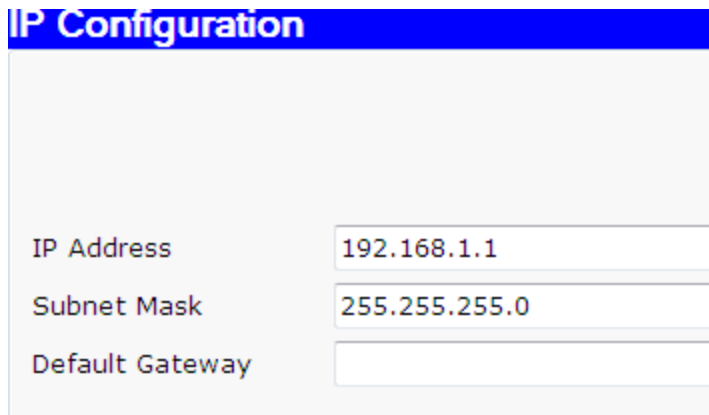 IP Configuration
IP Address 192.168.1.1
Subnet Mask 255.255.255.0
Default Gateway